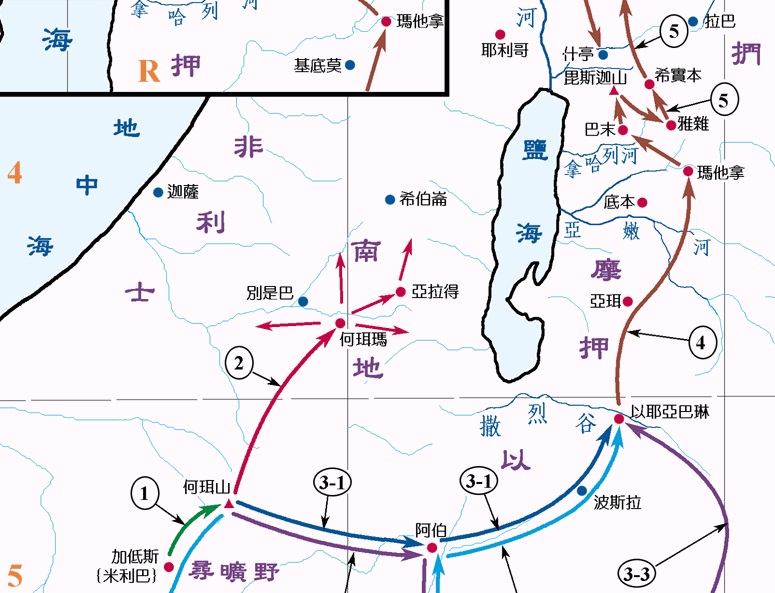 拿哈列河
瑪他拿
海
R
押
基底莫
河
耶利哥
什亭
拉巴
5
捫
毘斯迦山
希實本
5
巴末
雅雜
地
中
海
4
非
利
士
迦薩
希伯崙
鹽
海
拿哈列河
瑪他拿
底本
亞嫩河
南
地
別是巴
亞拉得
何珥瑪
摩
押
亞珥
4
2
撒烈谷
以耶亞巴琳
以
何珥山
1
3-1
3-1
波斯拉
阿伯
加低斯
{米利巴}
尋曠野
5
3-3